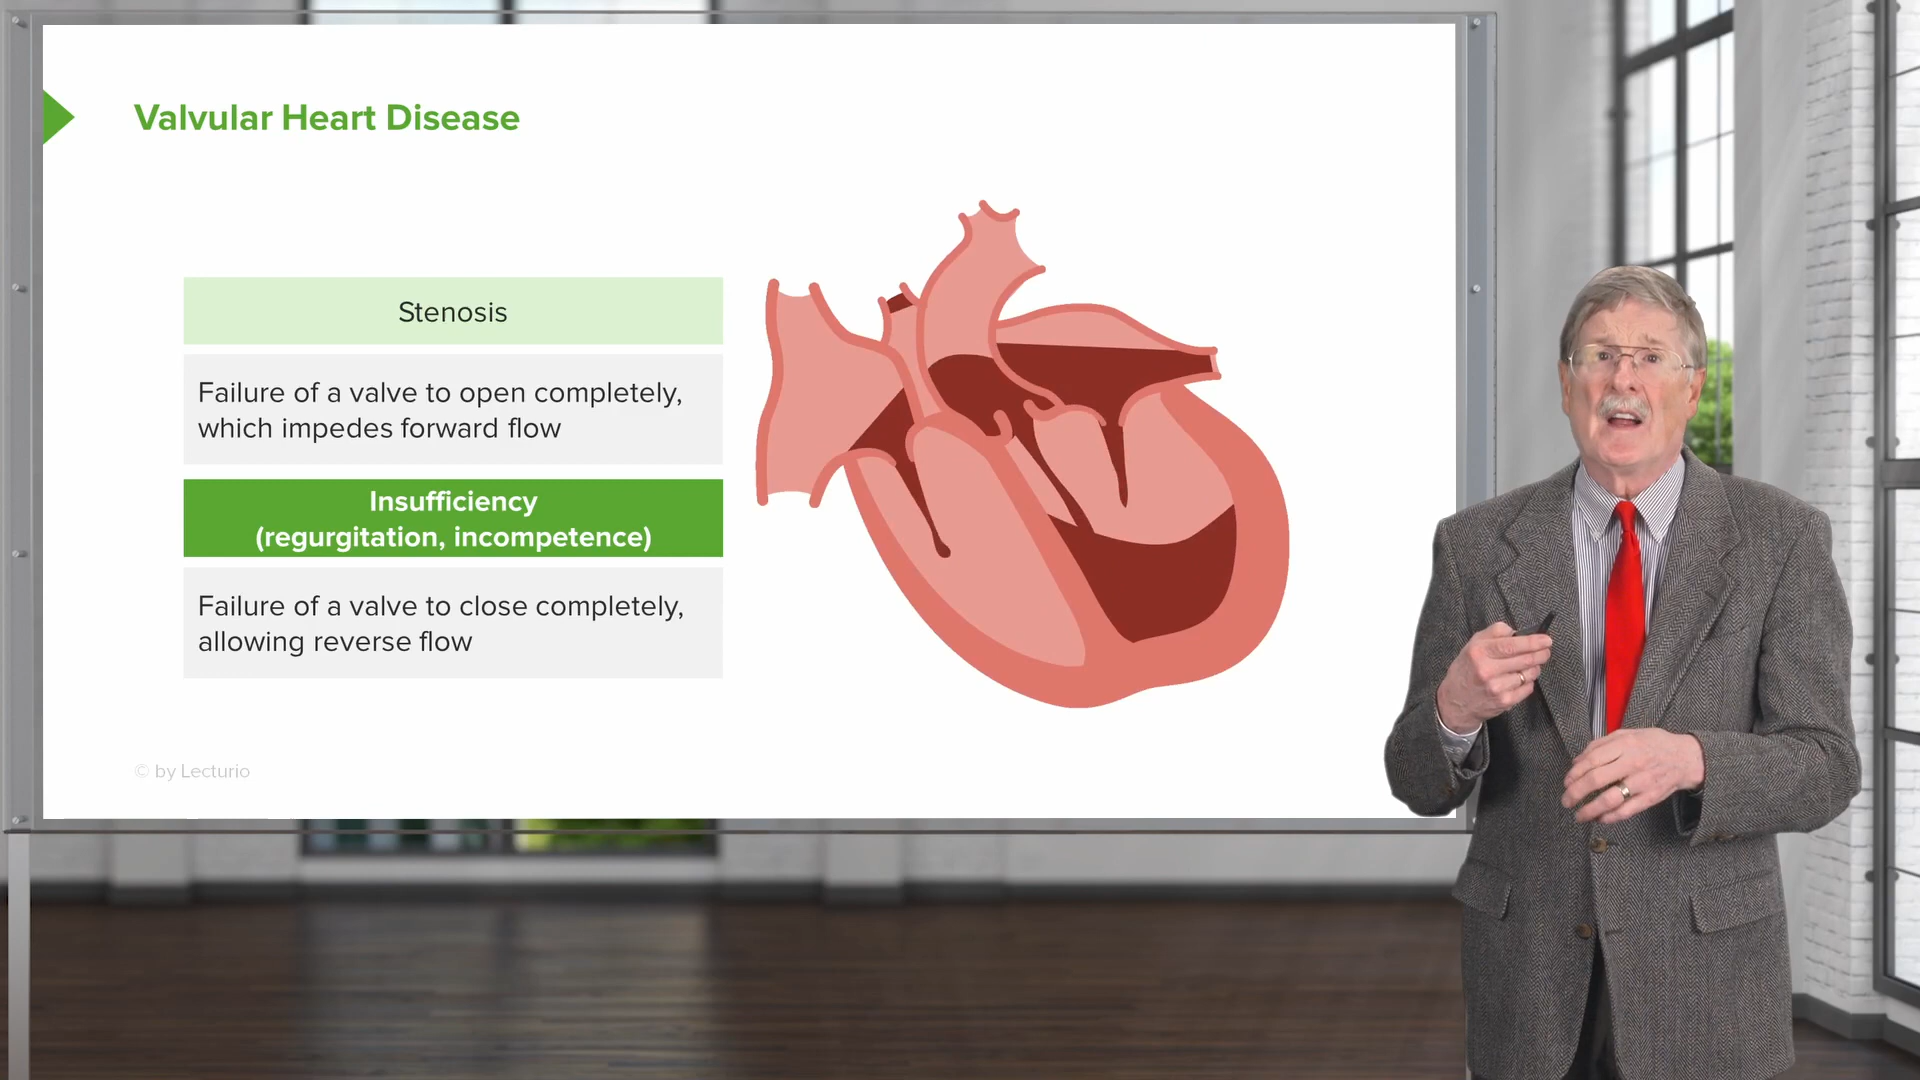 Valvular Heart Disease
Stenosis
Failure of a valve to open completely,
which impedes forward flow
Insufficiency
(regurgitation, incompetence)
Failure of a valve to close completely,
allowing reverse flow
© by Lecturio